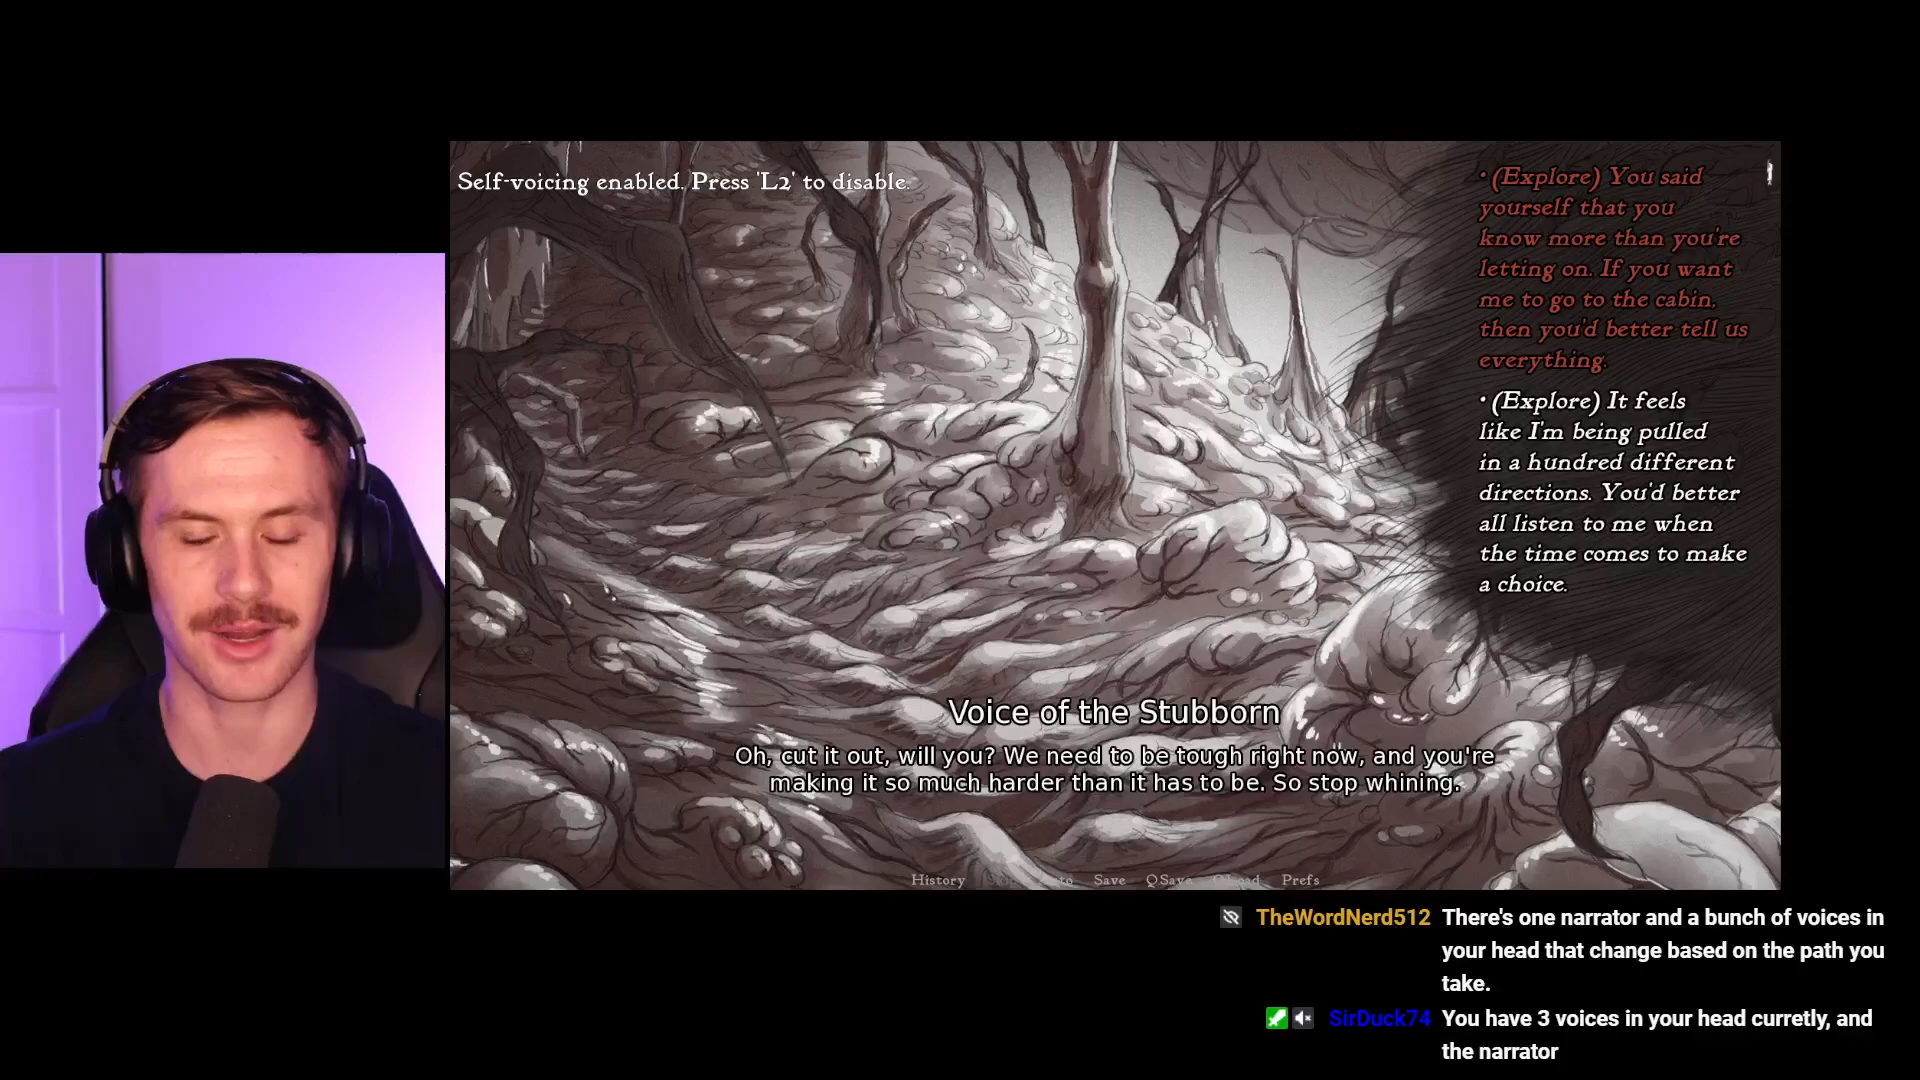 Self-voicing enabled. Press 'L2' to disable.
• (Explore) You said
yourself that you
know more than you're
letting on. If you want
me to go to the cabin,
then you'd better tell us
everything.
• (Explore) It feels
like I'm being pulled
in a hundred different
directions. You'd better
all listen to me when
the time comes to make
a choice.
Voice of the Stubborn
Oh, cut it out, will you? We need to be tough right now, and you're
making it so much harder than it has to be. So stop whining.
History Save QSave Prefs
TheWordNerd512 There's one narrator and a bunch of voices in
your head that change based on the path you
take.
SirDuck74 You have 3 voices in your head curretly, and
the narrator